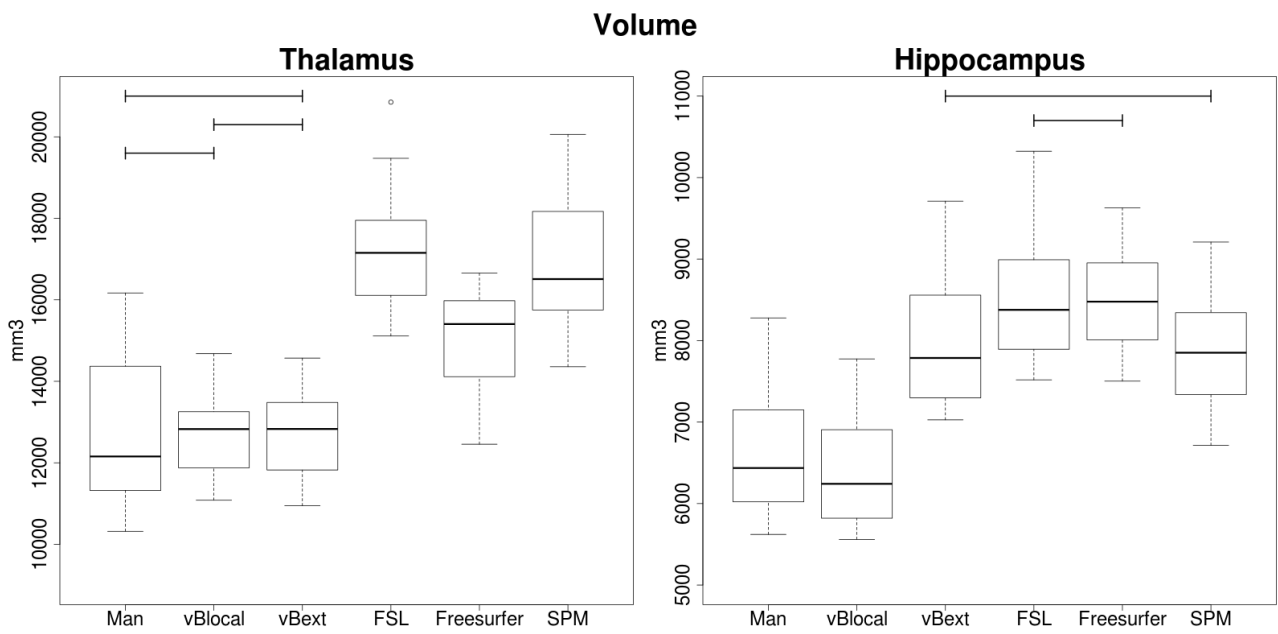 Volume
Thalamus
mm3
20000
18000
16000
14000
12000
10000
Man vBlocal vBext FSL Freesurfer SPM
Hippocampus
mm3
11000
10000
9000
8000
7000
6000
5000
Man vBlocal vBext FSL Freesurfer SPM